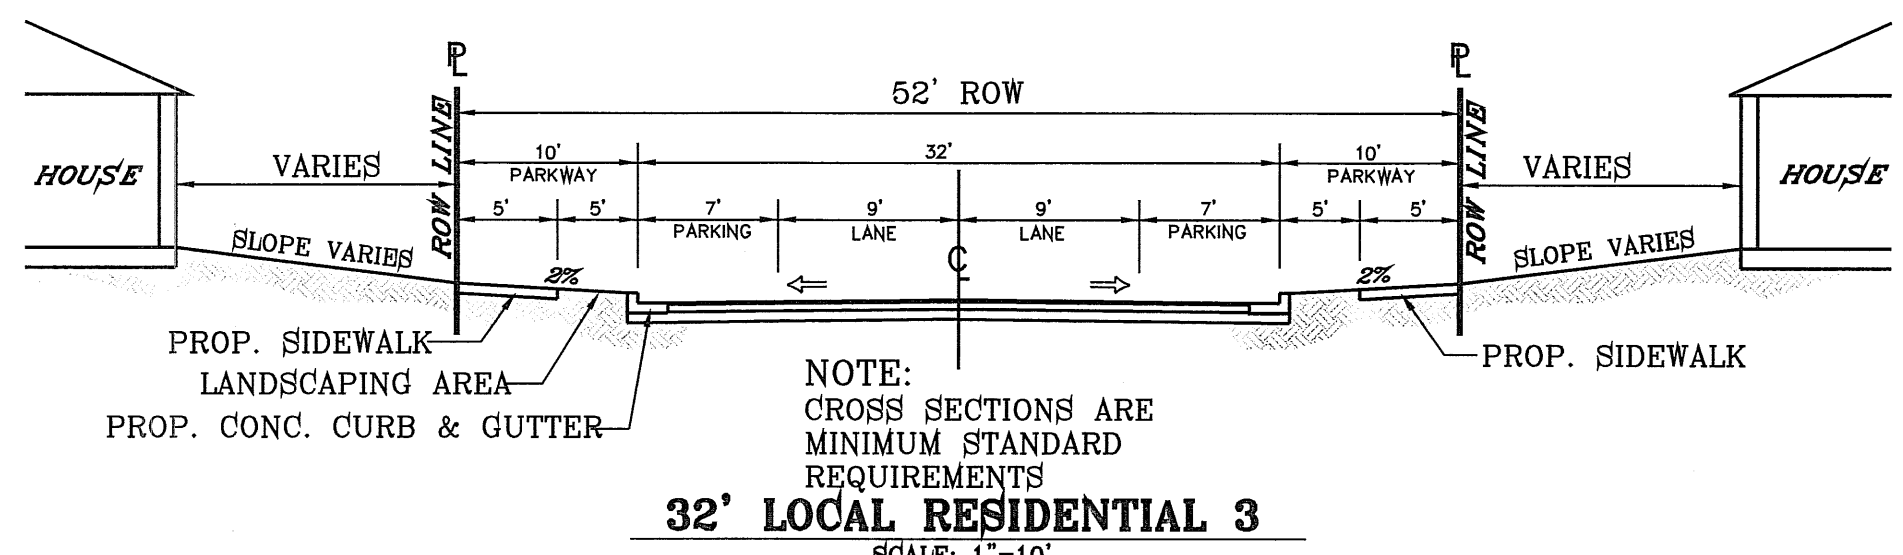 PL
PL
52' ROW
ROW LINE
ROW LINE
HOUSE
VARIES
10'
PARKWAY
32'
10'
PARKWAY
VARIES
HOUSE
5'
5'
7'
PARKING
9'
LANE
9'
LANE
7'
PARKING
5'
5'
SLOPE VARIES
2%
CL
2%
SLOPE VARIES
PROP. SIDEWALK
LANDSCAPING AREA
PROP. CONC. CURB & GUTTER
PROP. SIDEWALK
NOTE:
CROSS SECTIONS ARE
MINIMUM STANDARD
REQUIREMENTS
32' LOCAL RESIDENTIAL 3
SCALE: 1"=10'